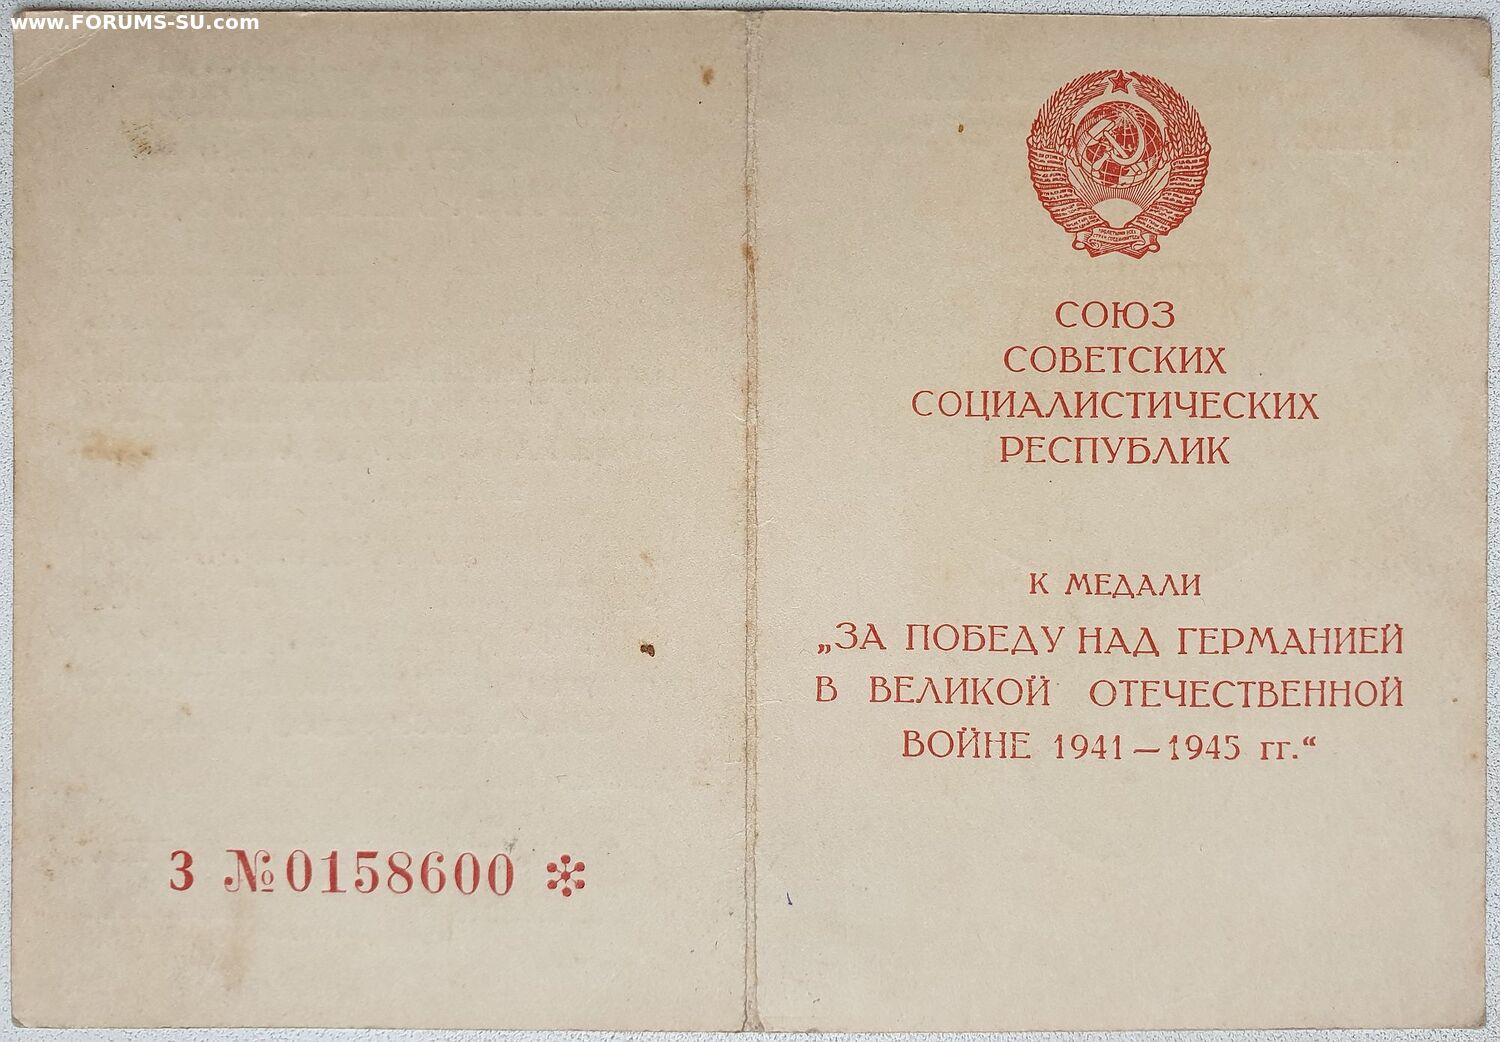 www.FORUMS-SU.com
СОЮЗ
СОВЕТСКИХ
СОЦИАЛИСТИЧЕСКИХ
РЕСПУБЛИК
К МЕДАЛИ
„ЗА ПОБЕДУ НАД ГЕРМАНИЕЙ
В ВЕЛИКОЙ ОТЕЧЕСТВЕННОЙ
ВОЙНЕ 1941—1945 гг.“
З №0158600